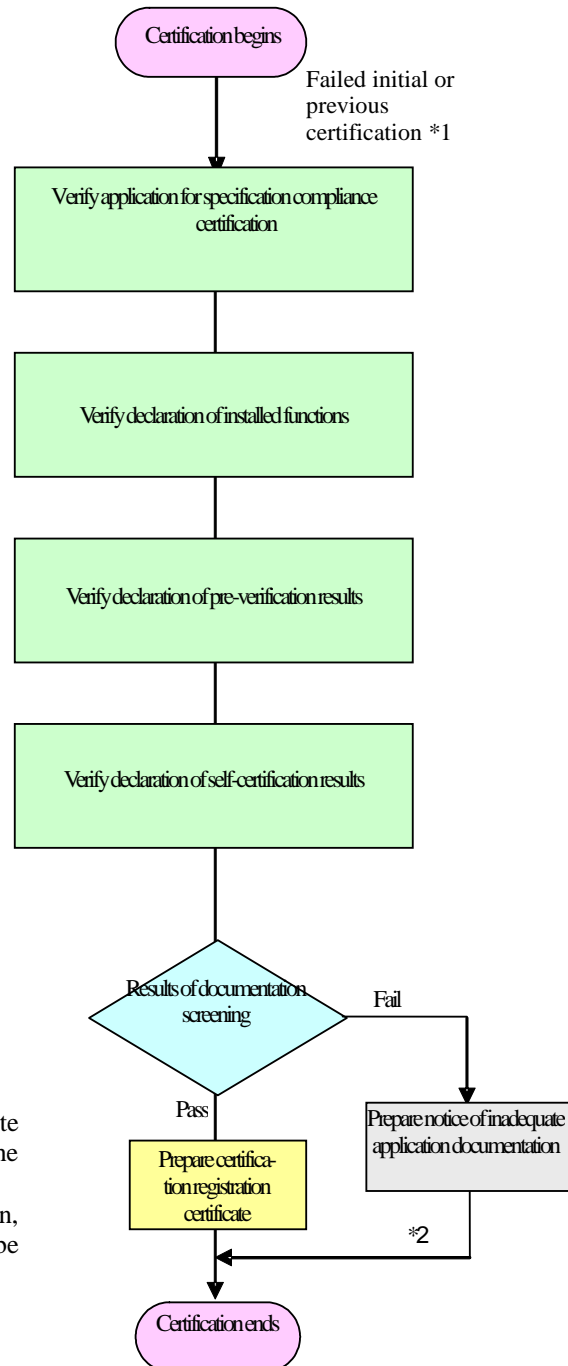 Certification begins
Failed initial or
previous
certification *1
Verify application for specification compliance
certification
Verify declaration of installed functions
Verify declaration of pre-verification results
Verify declaration of self-certification results
Results of documentation
screening
Fail
Pass
Prepare notice of inadequate
application documentation
Prepare certifica-
tion registration
certificate
*2
Certification ends